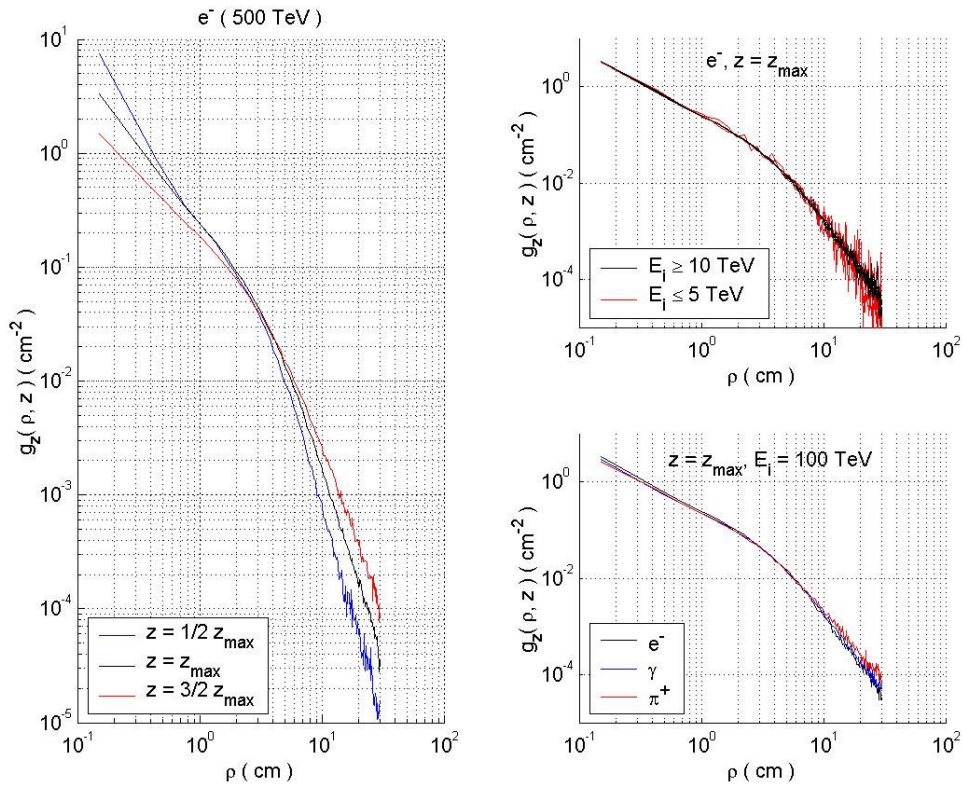 e⁻ ( 500 TeV)
10¹
10⁰
10⁻¹
10⁻²
10⁻³
10⁻⁴
10⁻⁵
g_z( ρ, z ) ( cm⁻²)
z = 1/2 z_max
z = z_max
z = 3/2 z_max
10⁻¹ 10⁰ 10¹ 10²
ρ ( cm)
e⁻, z = z_max
10⁰
10⁻²
10⁻⁴
g_z( ρ, z ) ( cm⁻²)
E_i ≥ 10 TeV
E_i ≤ 5 TeV
10⁻¹ 10⁰ 10¹ 10²
ρ ( cm )
z = z_max, E_i = 100 TeV
10⁰
10⁻²
10⁻⁴
g_z( ρ, z ) ( cm⁻²)
e⁻
γ
π⁺
10⁻¹ 10⁰ 10¹ 10²
ρ ( cm )